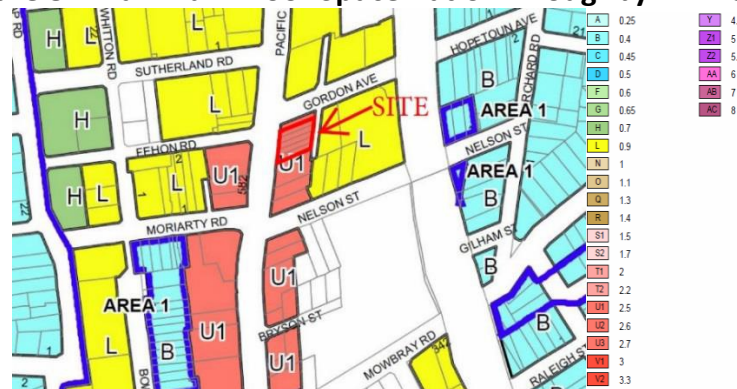 WHITTON RD
PACIFIC
HOPETOUN AVE
SUTHERLAND RD
GORDON AVE
ORCHARD RD
SITE
AREA 1
NELSON ST
AREA 1
MORIARTY RD
NELSON ST
GILHAM ST
AREA 1
BRYSON ST
MOWBRAY RD
RALEIGH ST
H
L
L
B
H
L
U1
U1
L
H
L
B
U1
B
L
B
U1
U1
B
L
A 0.25
B 0.4
C 0.45
D 0.5
F 0.6
G 0.65
H 0.7
L 0.9
N 1
O 1.1
Q 1.3
R 1.4
S1 1.5
S2 1.7
T1 2
T2 2.2
U1 2.5
U2 2.6
U3 2.7
V1 3
V2 3.3
Y 4.
Z1 5
Z2 5.
AA 6
AB 7
AC 8